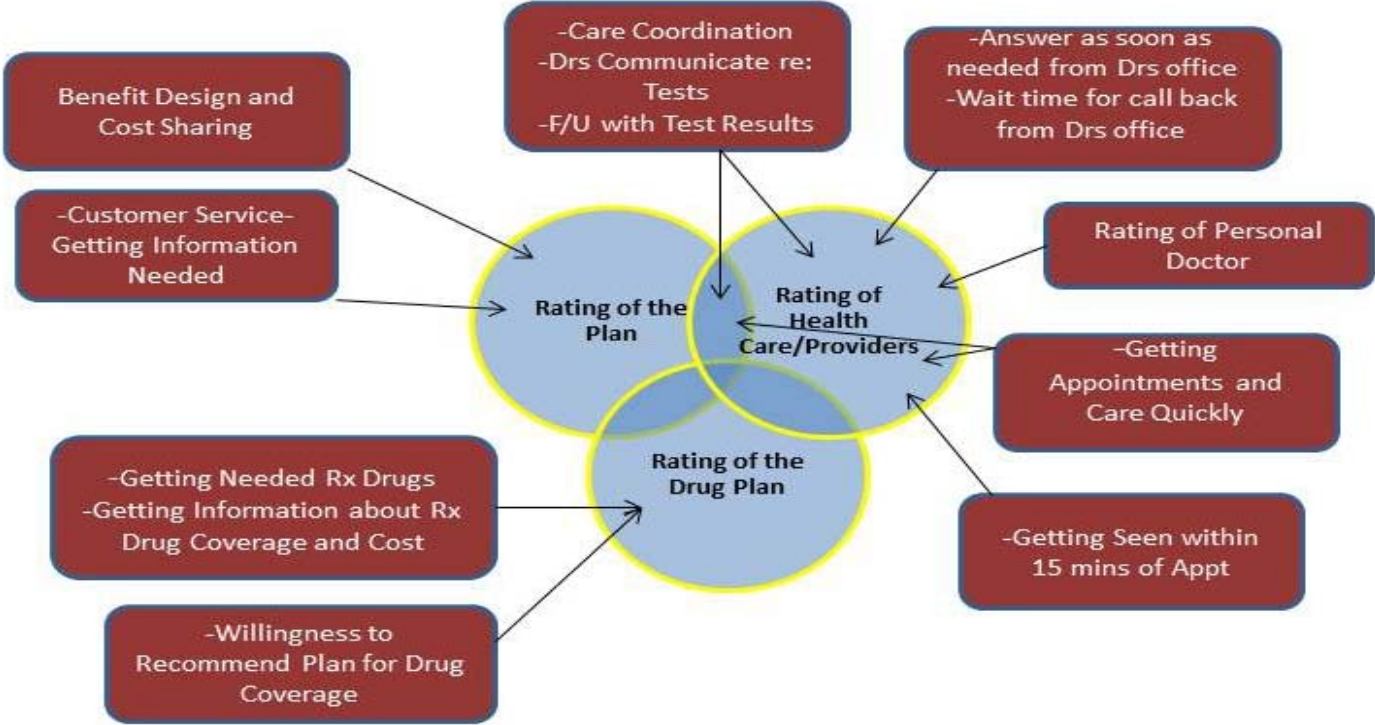 -Care Coordination
-Drs Communicate re:
Tests
-F/U with Test Results
-Answer as soon as
needed from Drs office
-Wait time for call back
from Drs office
Benefit Design and
Cost Sharing
-Customer Service-
Getting Information
Needed
Rating of Personal
Doctor
Rating of the
Plan
Rating of
Health
Care/Providers
-Getting
Appointments and
Care Quickly
Rating of the
Drug Plan
-Getting Needed Rx Drugs
-Getting Information about Rx
Drug Coverage and Cost
-Getting Seen within
15 mins of Appt
-Willingness to
Recommend Plan for Drug
Coverage